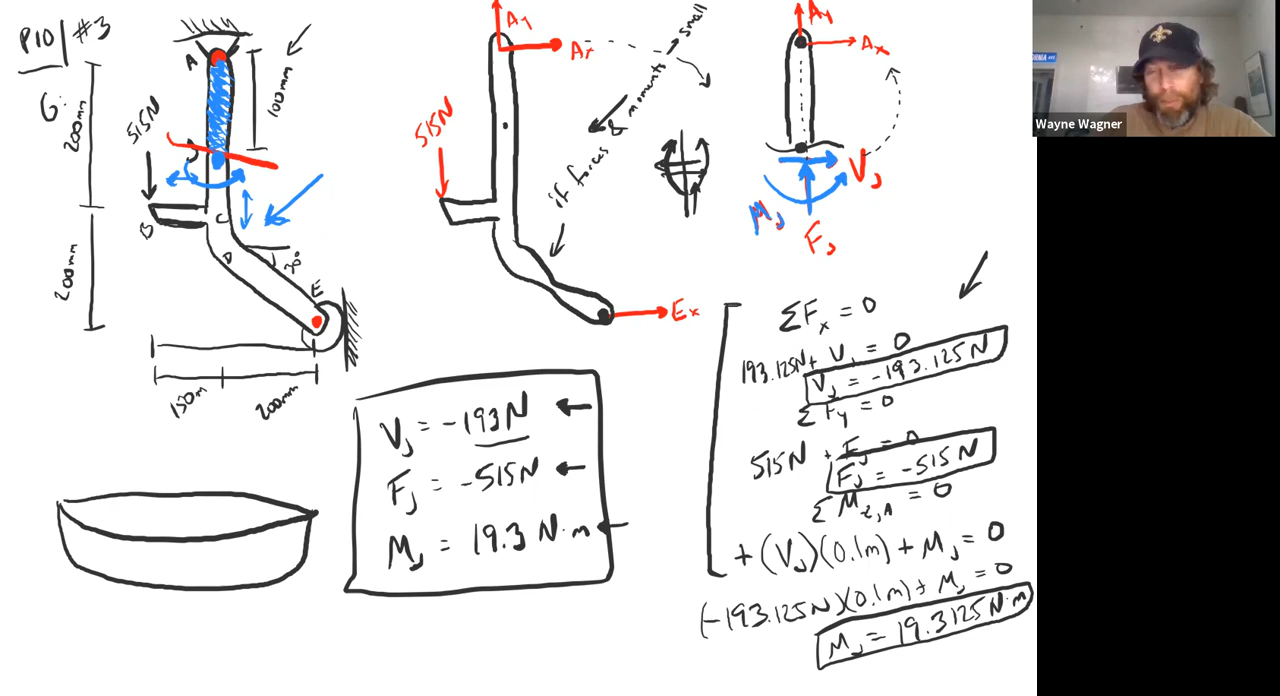 P10 #3
G:
A
100mm
200mm
515N
J
B
C
D
E
200mm
150m
200mm
Ay
Ax
515N
Ex
small
& moments
if forces
Ay
Ax
VJ
MJ
FJ
VJ = -193N
FJ = -515N
MJ = 19.3 N·m
ΣFx = 0
193.125N + VJ = 0
VJ = -193.125N
ΣFy = 0
515N + FJ = 0
FJ = -515N
ΣMz,A = 0
+ (VJ)(0.1m) + MJ = 0
(-193.125N)(0.1m) + MJ = 0
MJ = 19.3125N·m
Wayne Wagner